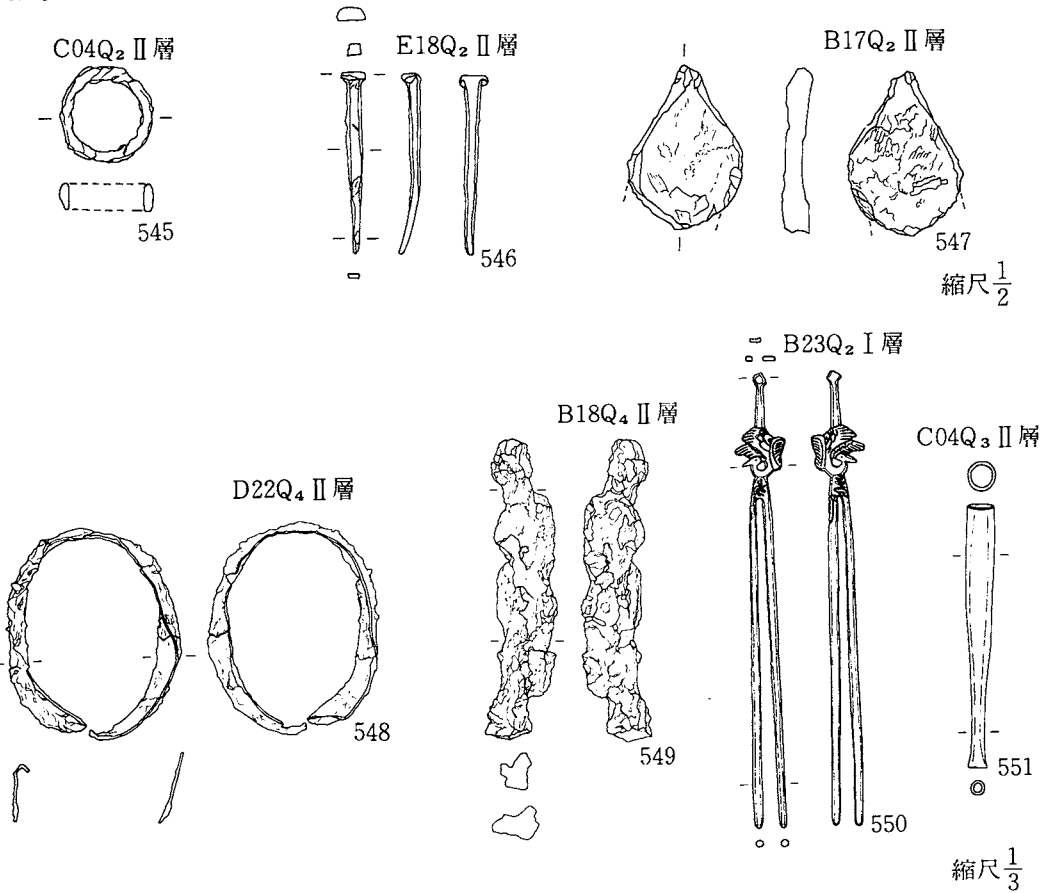 C04Q₂ Ⅱ層
545
E18Q₂ Ⅱ層
546
B17Q₂ Ⅱ層
547
縮尺 1/2
D22Q₄ Ⅱ層
548
B18Q₄ Ⅱ層
549
B23Q₂ Ⅰ層
550
C04Q₃ Ⅱ層
551
縮尺 1/3